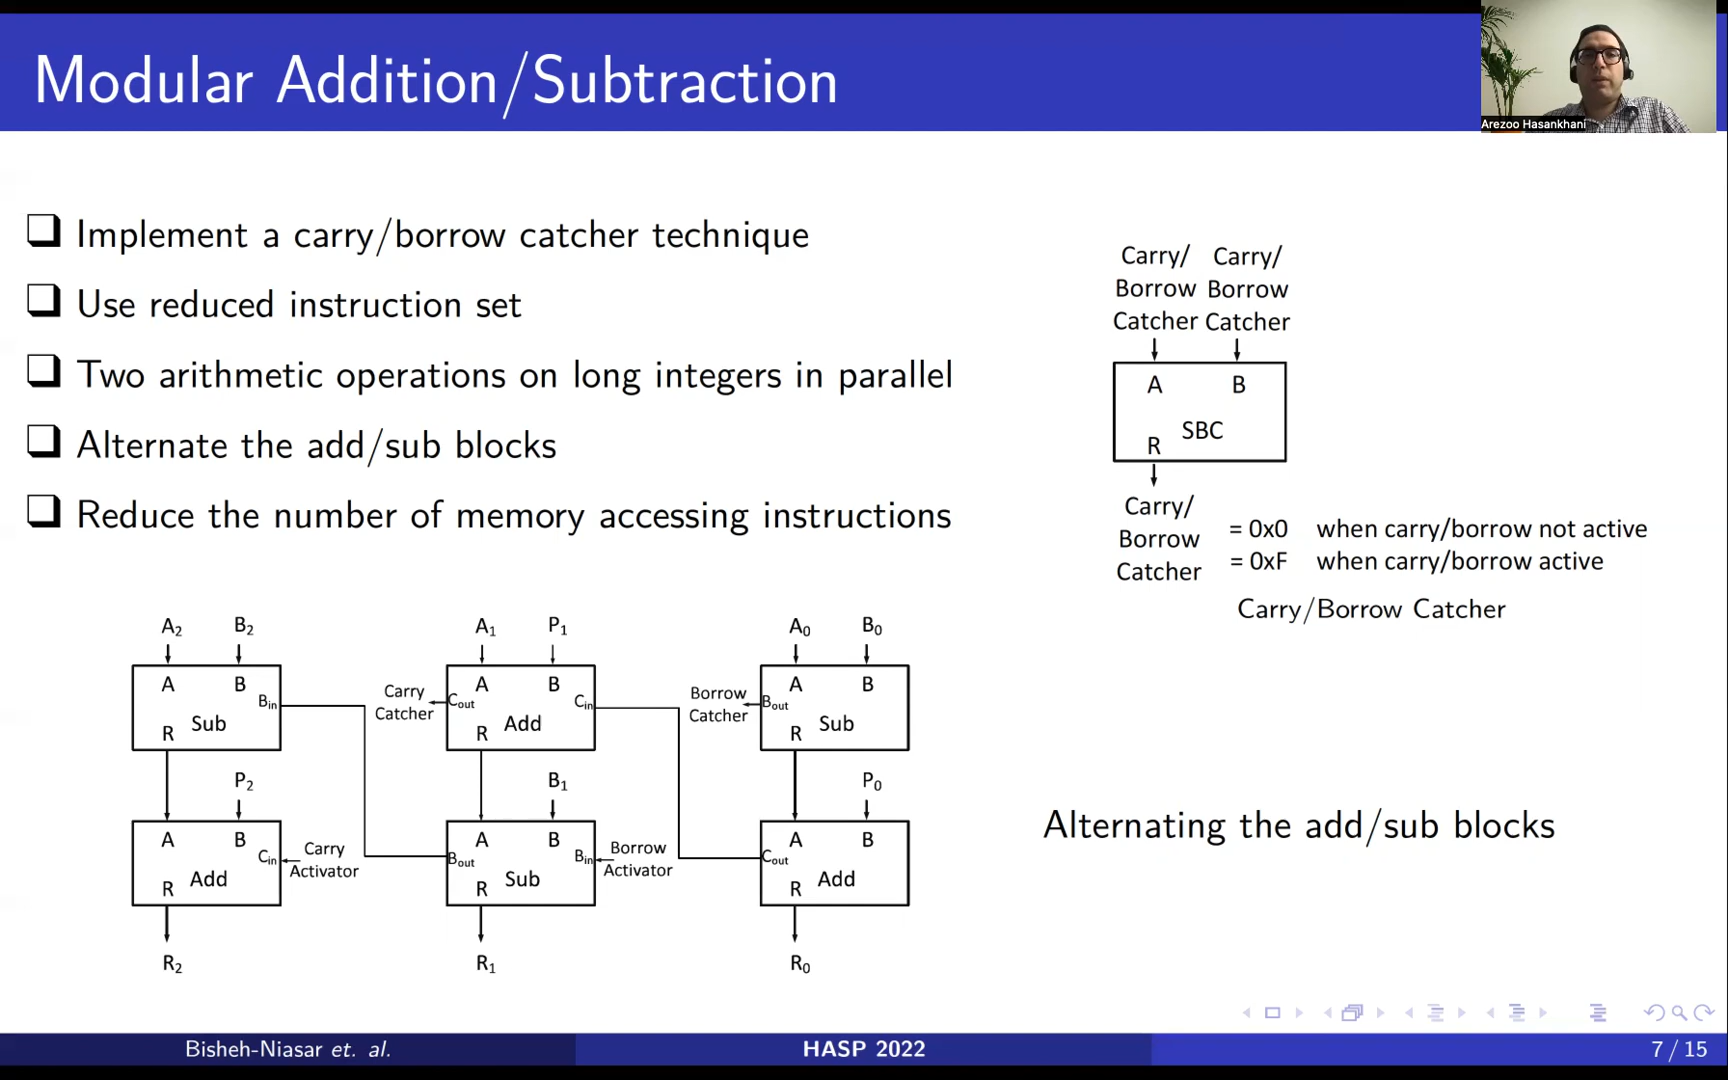 Modular Addition/Subtraction
Arezoo Hasankhani
Implement a carry/borrow catcher technique
Use reduced instruction set
Two arithmetic operations on long integers in parallel
Alternate the add/sub blocks
Reduce the number of memory accessing instructions
Carry/ Carry/
Borrow Borrow
Catcher Catcher
A B
SBC
R
Carry/
Borrow
Catcher
= 0x0 when carry/borrow not active
= 0xF when carry/borrow active
Carry/Borrow Catcher
A₂ B₂ A₁ P₁ A₀ B₀
A B Bin
R Sub
Carry
Catcher
Cout A B Cin
R Add
Borrow
Catcher
Bout A B
R Sub
P₂ B₁ P₀
A B Cin
R Add
Carry
Activator
Bout A B Bin
R Sub
Borrow
Activator
Cout A B
R Add
R₂ R₁ R₀
Alternating the add/sub blocks
Bisheh-Niasar et. al. HASP 2022 7 / 15